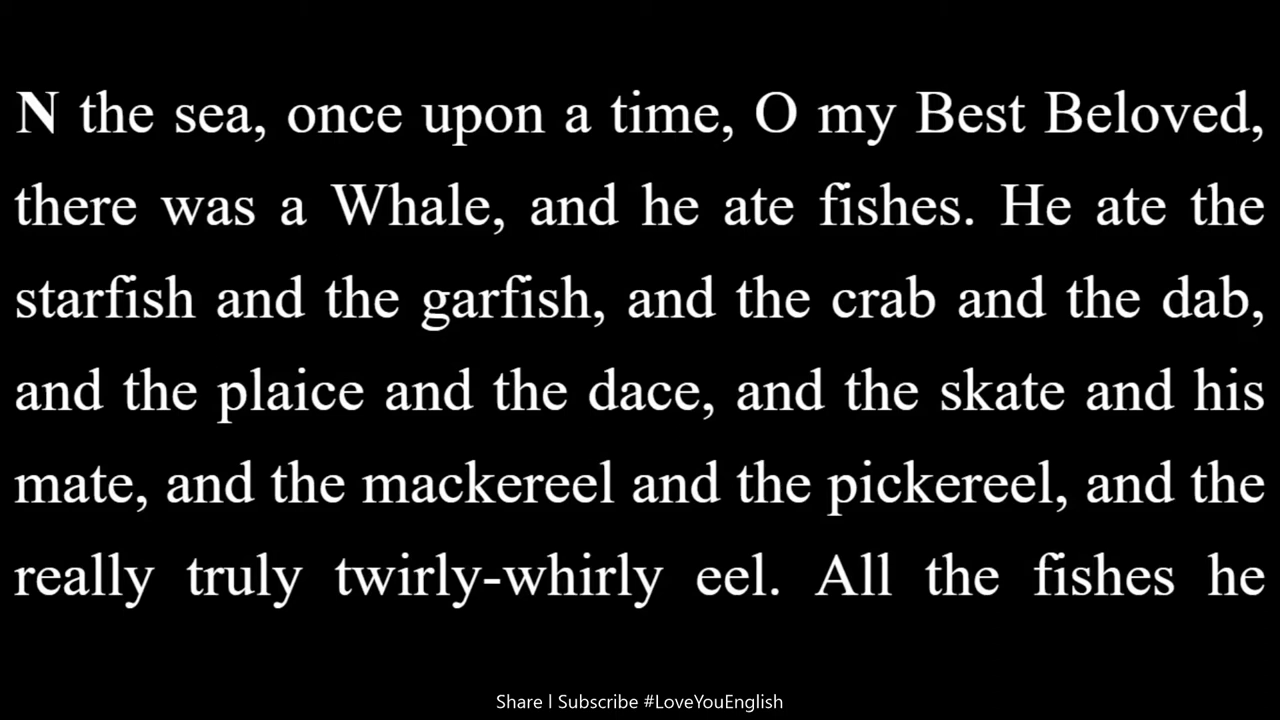 N the sea, once upon a time, O my Best Beloved,
there was a Whale, and he ate fishes. He ate the
starfish and the garfish, and the crab and the dab,
and the plaice and the dace, and the skate and his
mate, and the mackereel and the pickereel, and the
really truly twirly-whirly eel. All the fishes he
Share l Subscribe #LoveYouEnglish